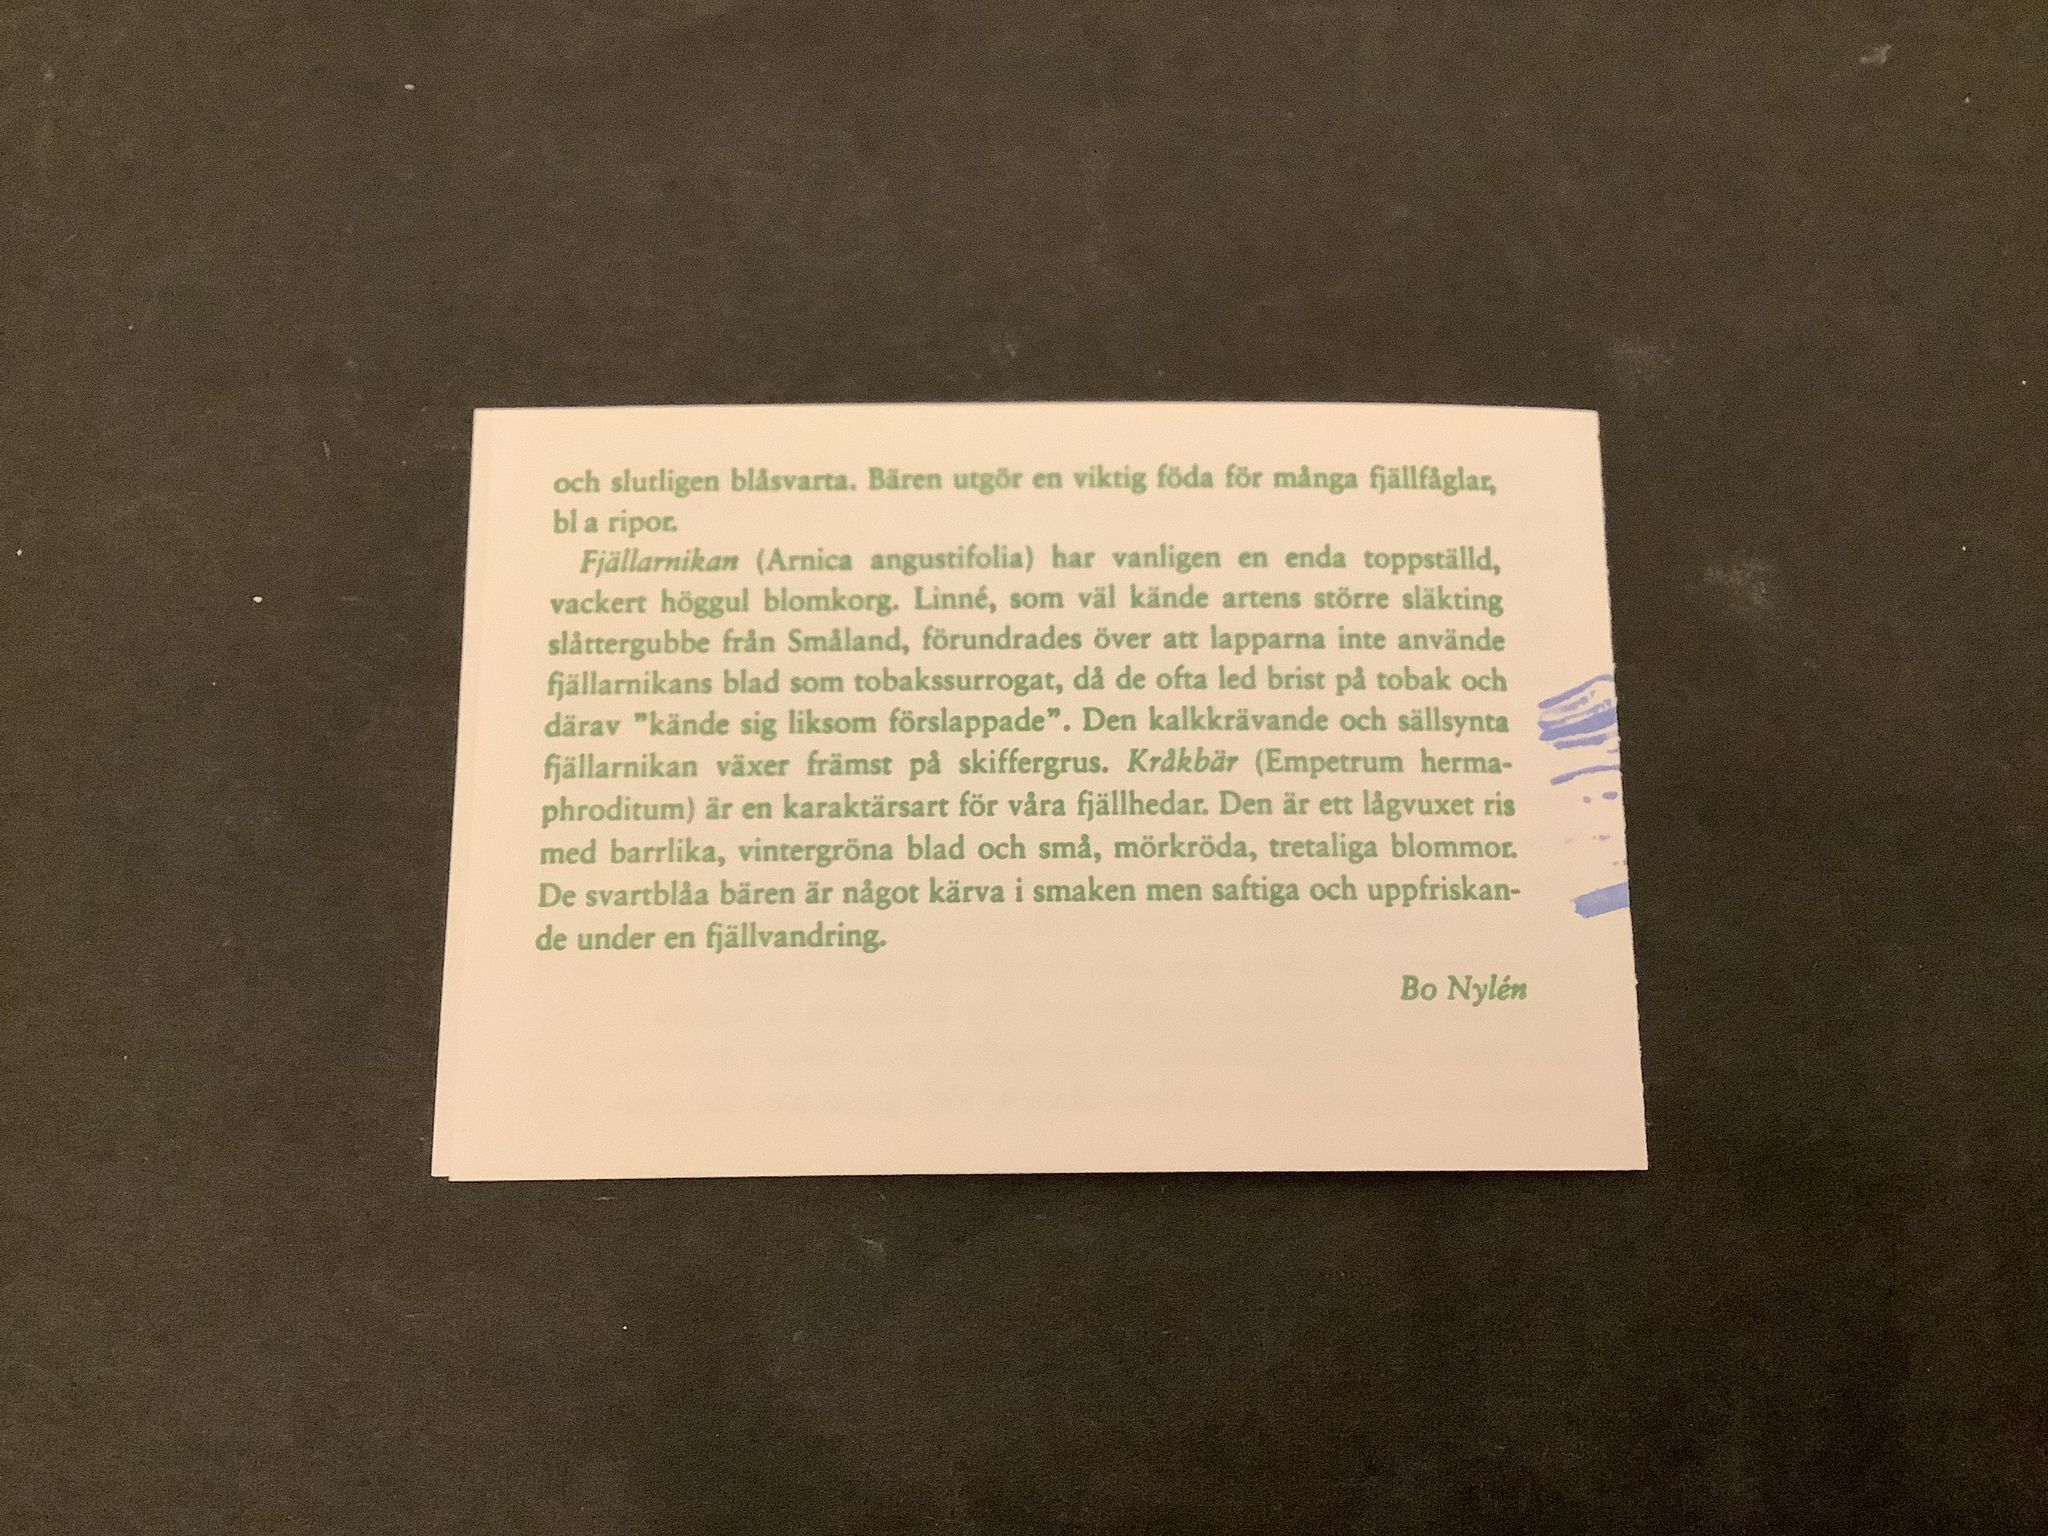 och slutligen blåsvarta. Bären utgör en viktig föda för många fjällfåglar,
bl a ripor.
Fjällarnikan (Arnica angustifolia) har vanligen en enda toppställd,
vackert höggul blomkorg. Linné, som väl kände artens större släkting
slåttergubbe från Småland, förundrades över att lapparna inte använde
fjällarnikans blad som tobakssurrogat, då de ofta led brist på tobak och
därav ”kände sig liksom förslappade”. Den kalkkrävande och sällsynta
fjällarnikan växer främst på skiffergrus. Kråkbär (Empetrum herma-
phroditum) är en karaktärsart för våra fjällhedar. Den är ett lågvuxet ris
med barrlika, vintergröna blad och små, mörkröda, tretaliga blommor.
De svartblåa bären är något kärva i smaken men saftiga och uppfriskan-
de under en fjällvandring.
Bo Nylén